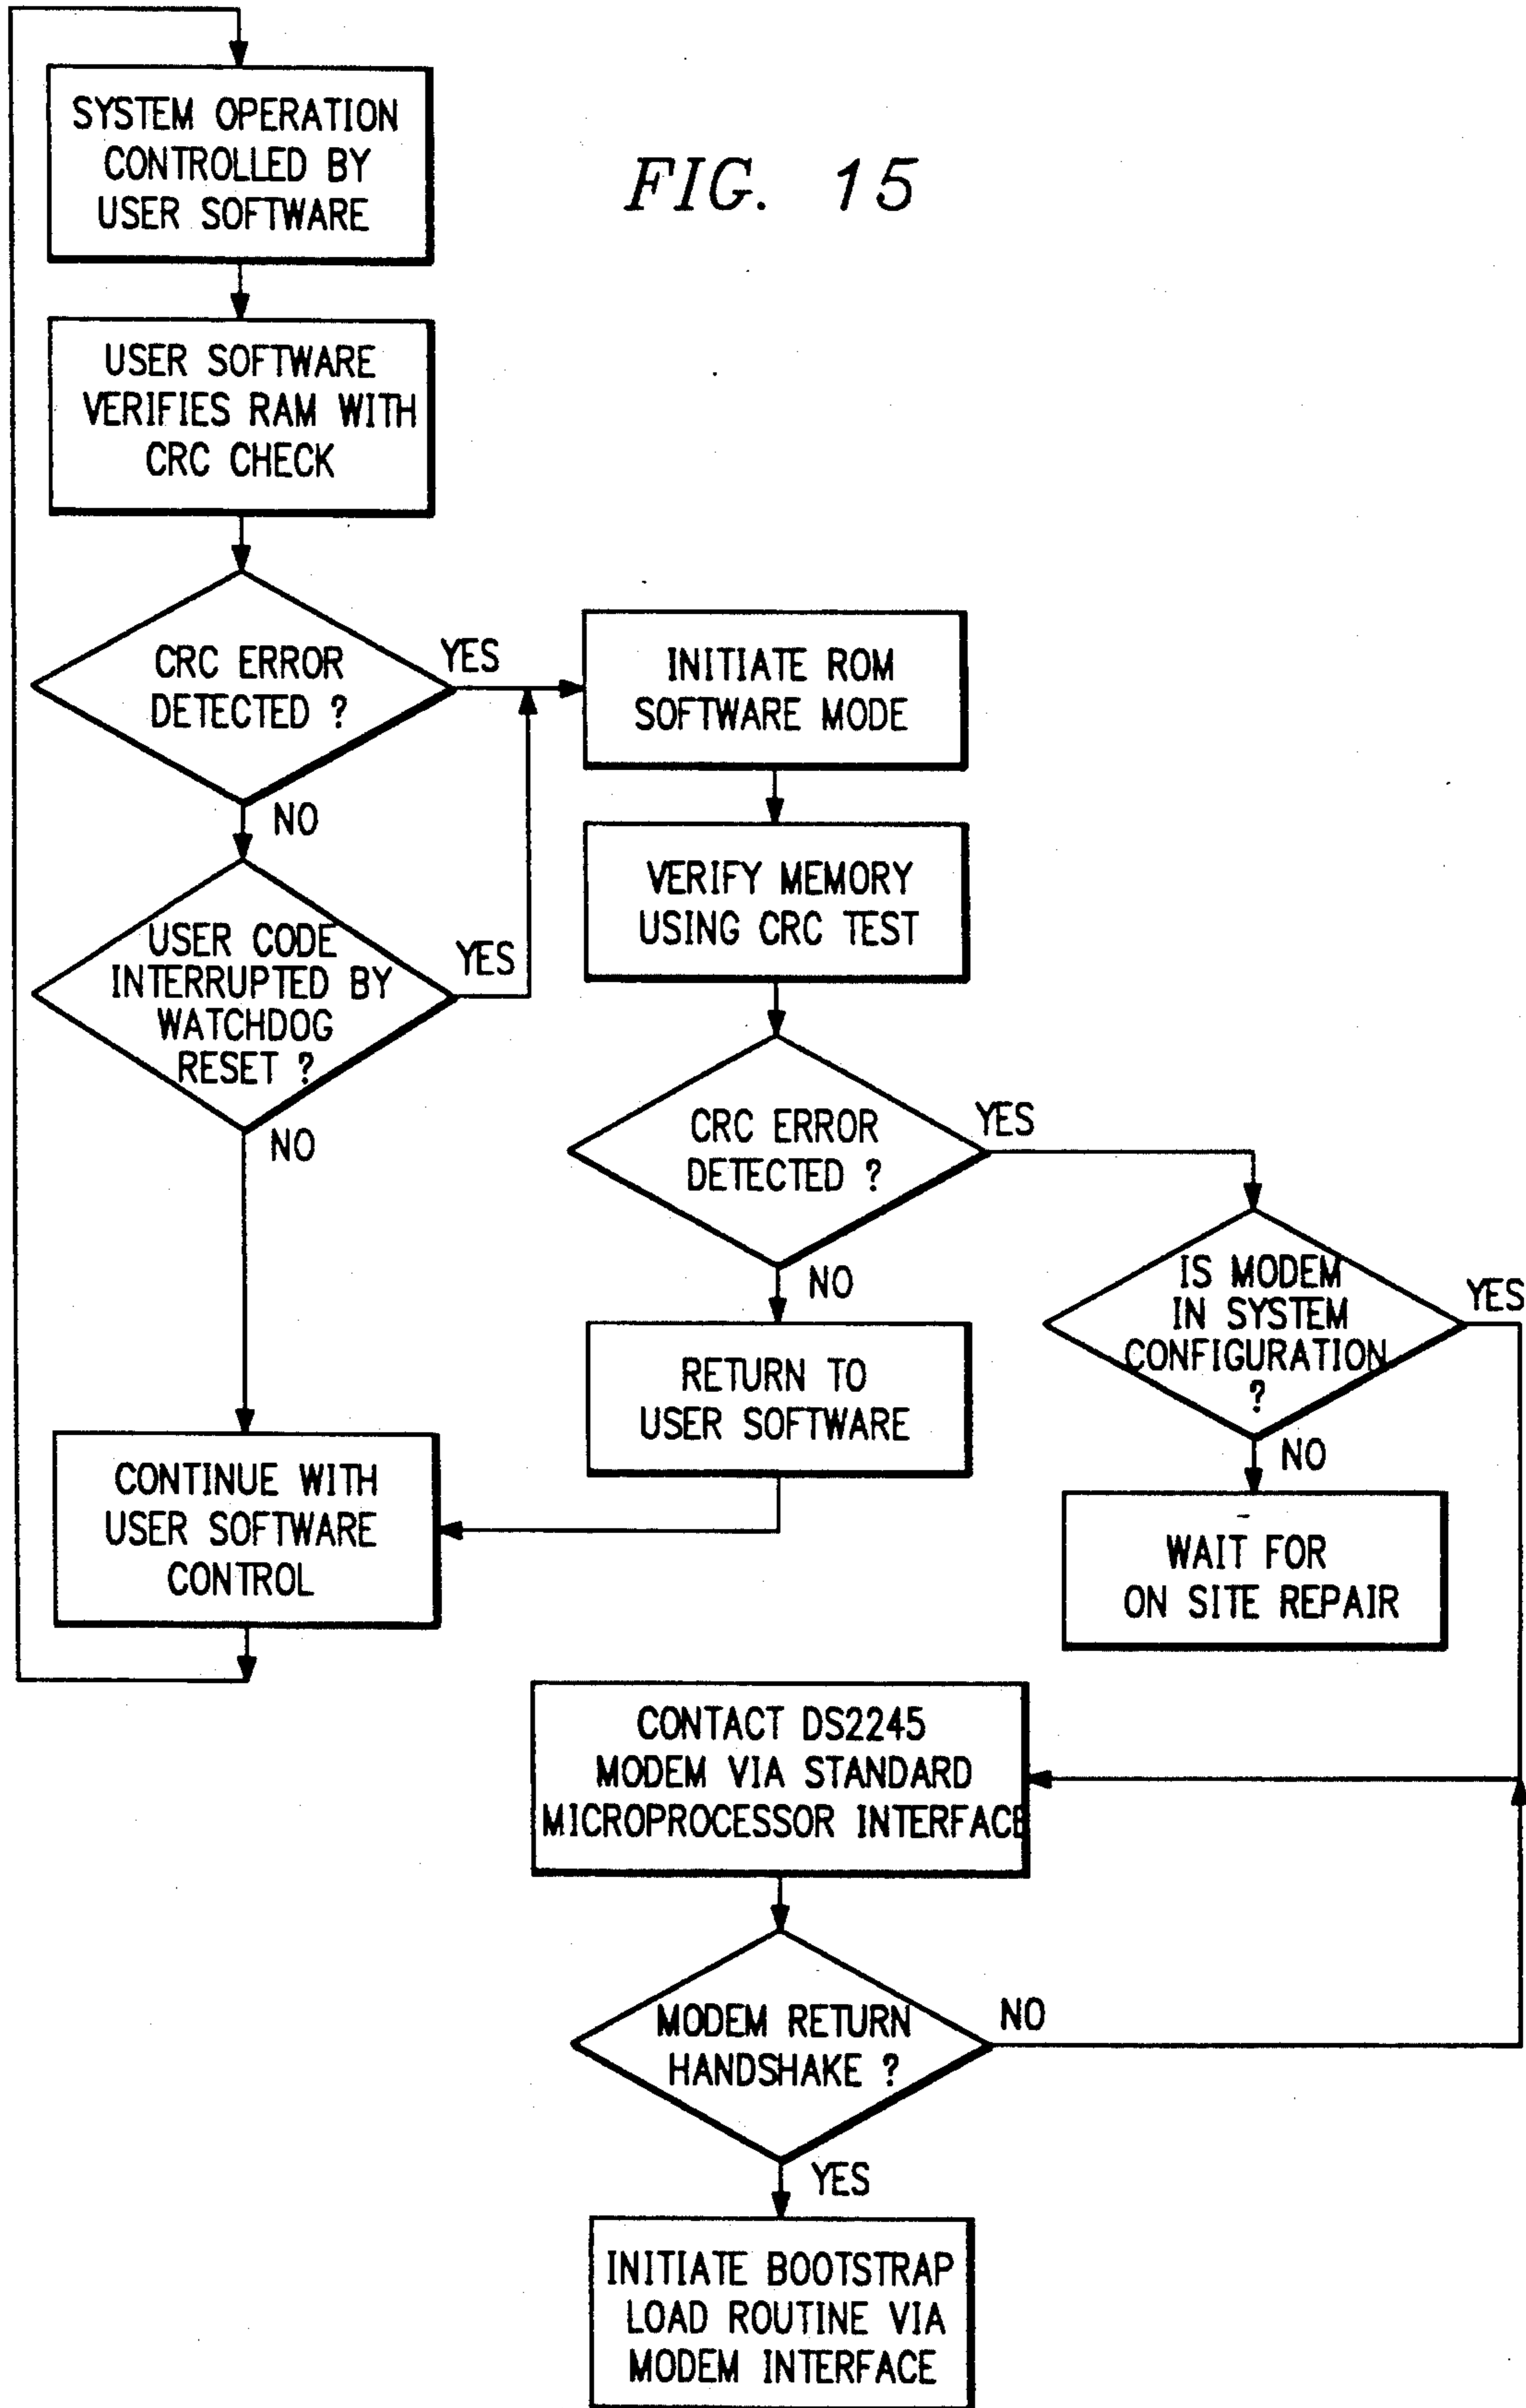 FIG. 15
SYSTEM OPERATION
CONTROLLED BY
USER SOFTWARE
USER SOFTWARE
VERIFIES RAM WITH
CRC CHECK
CRC ERROR
DETECTED ?
YES
NO
USER CODE
INTERRUPTED BY
WATCHDOG
RESET ?
YES
NO
INITIATE ROM
SOFTWARE MODE
VERIFY MEMORY
USING CRC TEST
CRC ERROR
DETECTED ?
YES
NO
RETURN TO
USER SOFTWARE
CONTINUE WITH
USER SOFTWARE
CONTROL
IS MODEM
IN SYSTEM
CONFIGURATION
?
YES
NO
WAIT FOR
ON SITE REPAIR
CONTACT DS2245
MODEM VIA STANDARD
MICROPROCESSOR INTERFACE
MODEM RETURN
HANDSHAKE ?
NO
YES
INITIATE BOOTSTRAP
LOAD ROUTINE VIA
MODEM INTERFACE